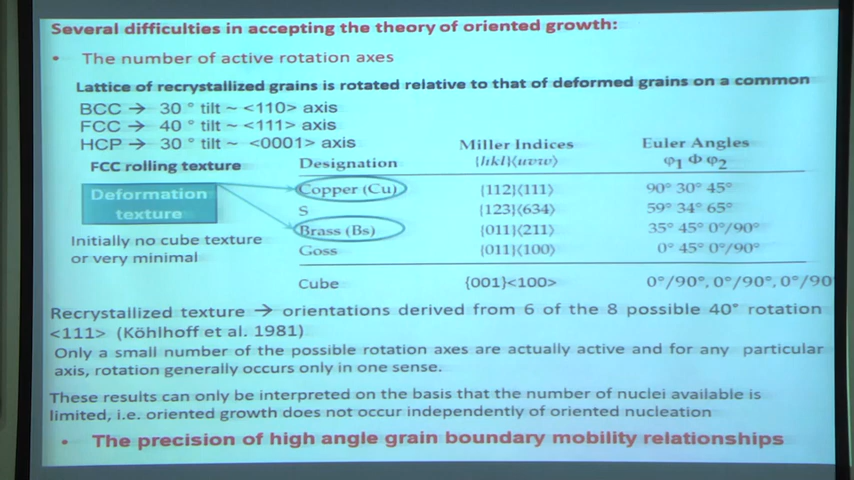 Several difficulties in accepting the theory of oriented growth:
• The number of active rotation axes
Lattice of recrystallized grains is rotated relative to that of deformed grains on a common
BCC → 30 ° tilt ~ <110> axis
FCC → 40 ° tilt ~ <111> axis
HCP → 30 ° tilt ~ <0001> axis
FCC rolling texture
Deformation
texture
Initially no cube texture
or very minimal
Designation Miller Indices {hkl}⟨uvw⟩ Euler Angles φ1 Φ φ2
Copper (Cu) {112}⟨111⟩ 90° 30° 45°
S {123}⟨634⟩ 59° 34° 65°
Brass (Bs) {011}⟨211⟩ 35° 45° 0°/90°
Goss {011}⟨100⟩ 0° 45° 0°/90°
Cube {001}<100> 0°/90°, 0°/90°, 0°/90
Recrystallized texture → orientations derived from 6 of the 8 possible 40° rotation
<111> (Köhlhoff et al. 1981)
Only a small number of the possible rotation axes are actually active and for any particular
axis, rotation generally occurs only in one sense.
These results can only be interpreted on the basis that the number of nuclei available is
limited, i.e. oriented growth does not occur independently of oriented nucleation
• The precision of high angle grain boundary mobility relationships